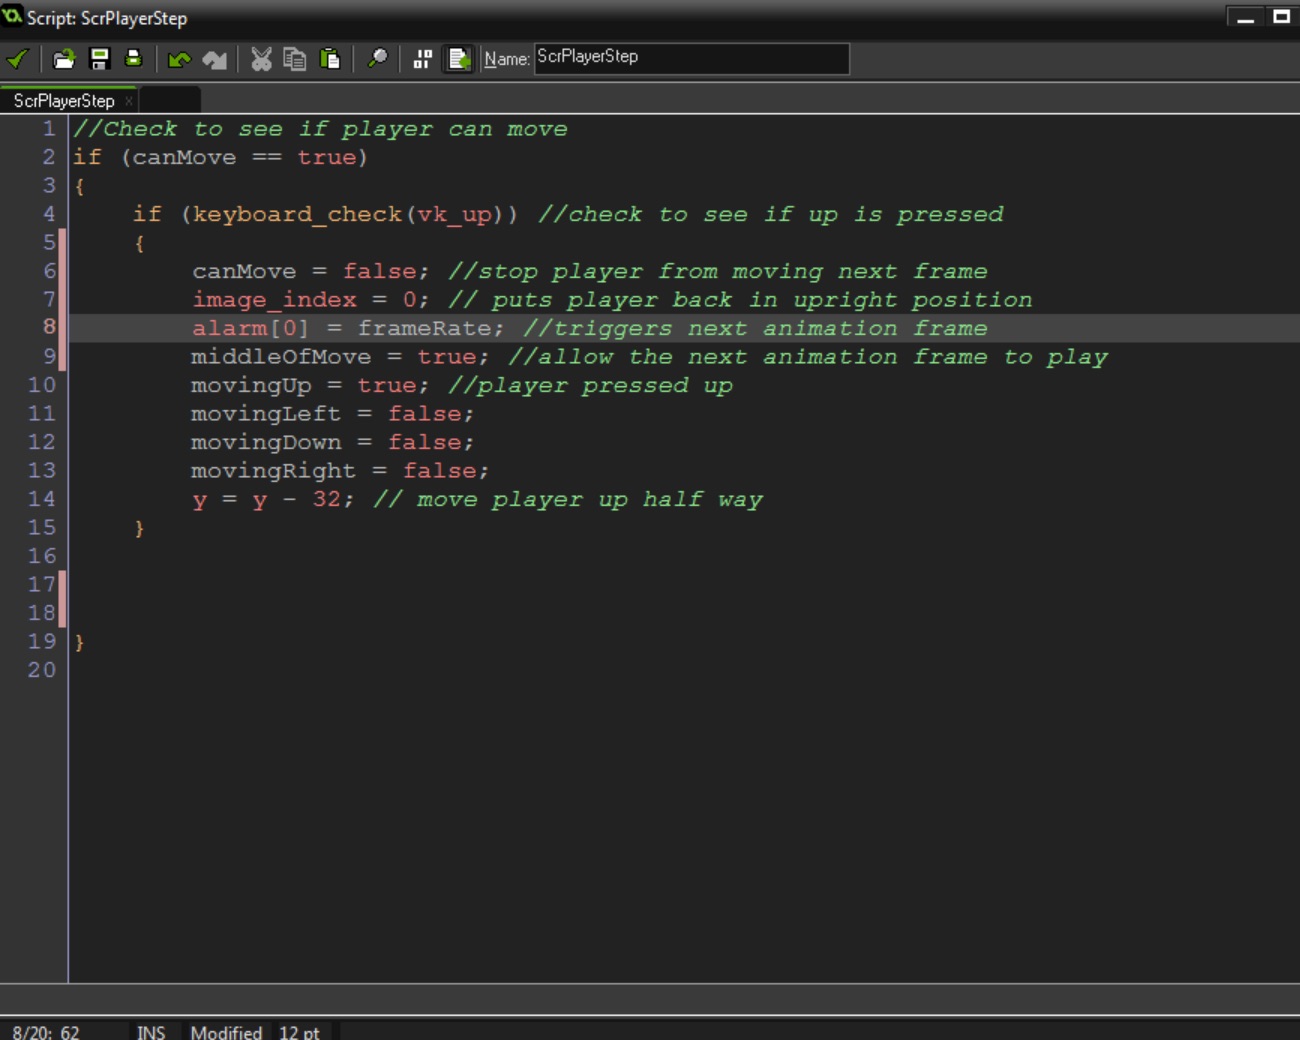 Script: ScrPlayerStep
Name: ScrPlayerStep
ScrPlayerStep x
1 //Check to see if player can move
2 if (canMove == true)
3 {
4 if (keyboard_check(vk_up)) //check to see if up is pressed
5 {
6 canMove = false; //stop player from moving next frame
7 image_index = 0; // puts player back in upright position
8 alarm[0] = frameRate; //triggers next animation frame
9 middleOfMove = true; //allow the next animation frame to play
10 movingUp = true; //player pressed up
11 movingLeft = false;
12 movingDown = false;
13 movingRight = false;
14 y = y - 32; // move player up half way
15 }
16
17
18
19 }
20
8/20: 62 INS Modified 12 pt